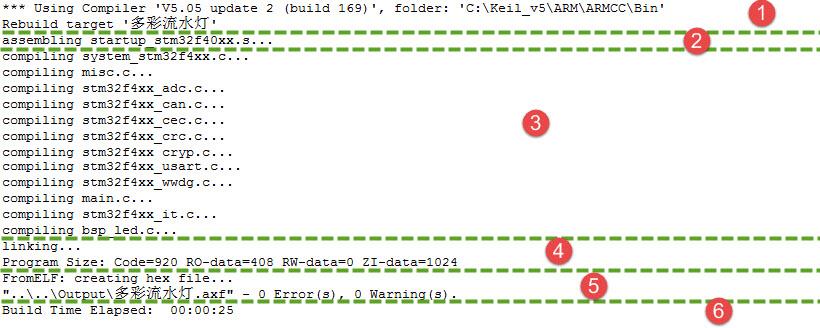 *** Using Compiler 'V5.05 update 2 (build 169)', folder: 'C:\Keil_v5\ARM\ARMCC\Bin'
1
Rebuild target '多彩流水灯'
assembling startup_stm32f40xx.s...
2
compiling system_stm32f4xx.c...
compiling misc.c...
compiling stm32f4xx_adc.c...
compiling stm32f4xx_can.c...
compiling stm32f4xx_cec.c...
3
compiling stm32f4xx_crc.c...
compiling stm32f4xx_cryp.c...
compiling stm32f4xx_usart.c...
compiling stm32f4xx_wwdg.c...
compiling main.c...
compiling stm32f4xx_it.c...
compiling bsp_led.c...
linking...
4
Program Size: Code=920 RO-data=408 RW-data=0 ZI-data=1024
FromELF: creating hex file...
5
"..\..\Output\多彩流水灯.axf" - 0 Error(s), 0 Warning(s).
Build Time Elapsed:  00:00:25
6